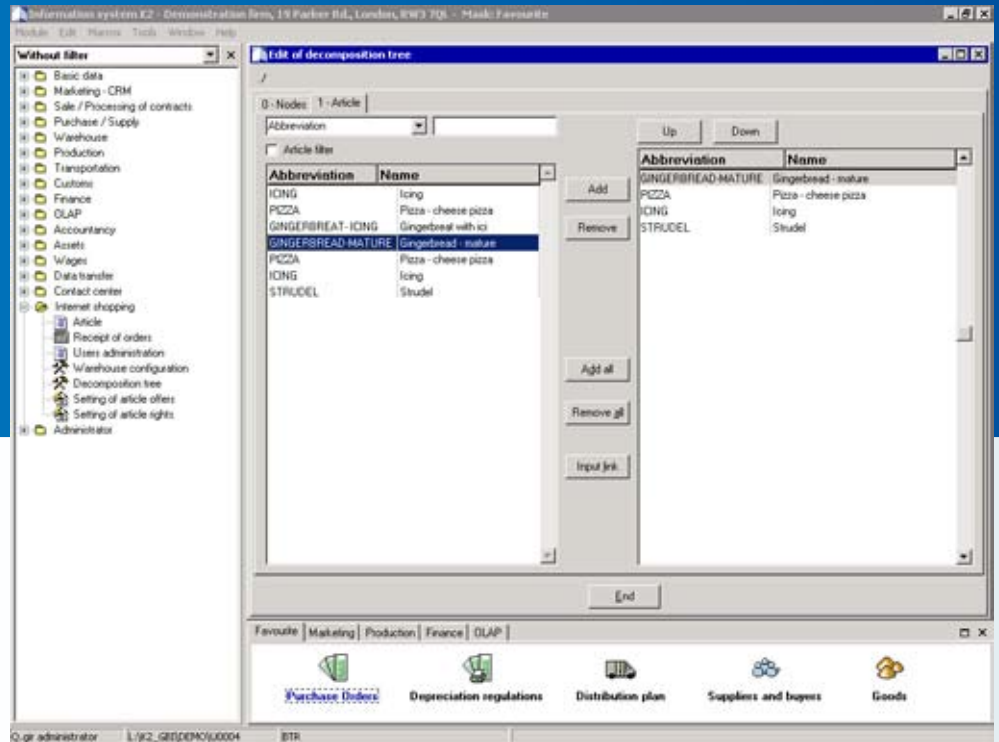 Information system K2 - Demonstration firm, 19 Parker Rd., London, RW3 7QL - Mask: Favourite
Module Edit Macros Tools Window Help
Without filter
Basic data
Marketing - CRM
Sale / Processing of contracts
Purchase / Supply
Warehouse
Production
Transportation
Customs
Finance
OLAP
Accountancy
Assets
Wages
Data transfer
Contact center
Internet shopping
Article
Receipt of orders
Users administration
Warehouse configuration
Decomposition tree
Setting of article offers
Setting of article rights
Administrator
Edit of decomposition tree
/
0 - Nodes 1 - Article
Abbreviation
Article filter
Abbreviation Name
ICING Icing
PIZZA Pizza - cheese pizza
GINGERBREAT-ICING Gingerbreat with ici
GINGERBREAD-MATURE Gingerbread - mature
PIZZA Pizza - cheese pizza
ICING Icing
STRUDEL Strudel
Add
Remove
Add all
Remove all
Input link
Up Down
Abbreviation Name
GINGERBREAD-MATURE Gingerbread - mature
PIZZA Pizza - cheese pizza
ICING Icing
STRUDEL Strudel
End
Favourite Marketing Production Finance OLAP
Purchase Orders Depreciation regulations Distribution plan Suppliers and buyers Goods
Q.gir administrator L:\K2_GB\DEMO\U0004 BTR